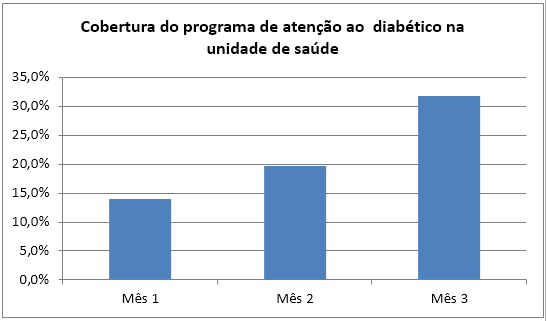 Cobertura do programa de atenção ao  diabético na
unidade de saúde
35,0%
30,0%
25,0%
20,0%
15,0%
10,0%
5,0%
0,0%
Mês 1
Mês 2
Mês 3